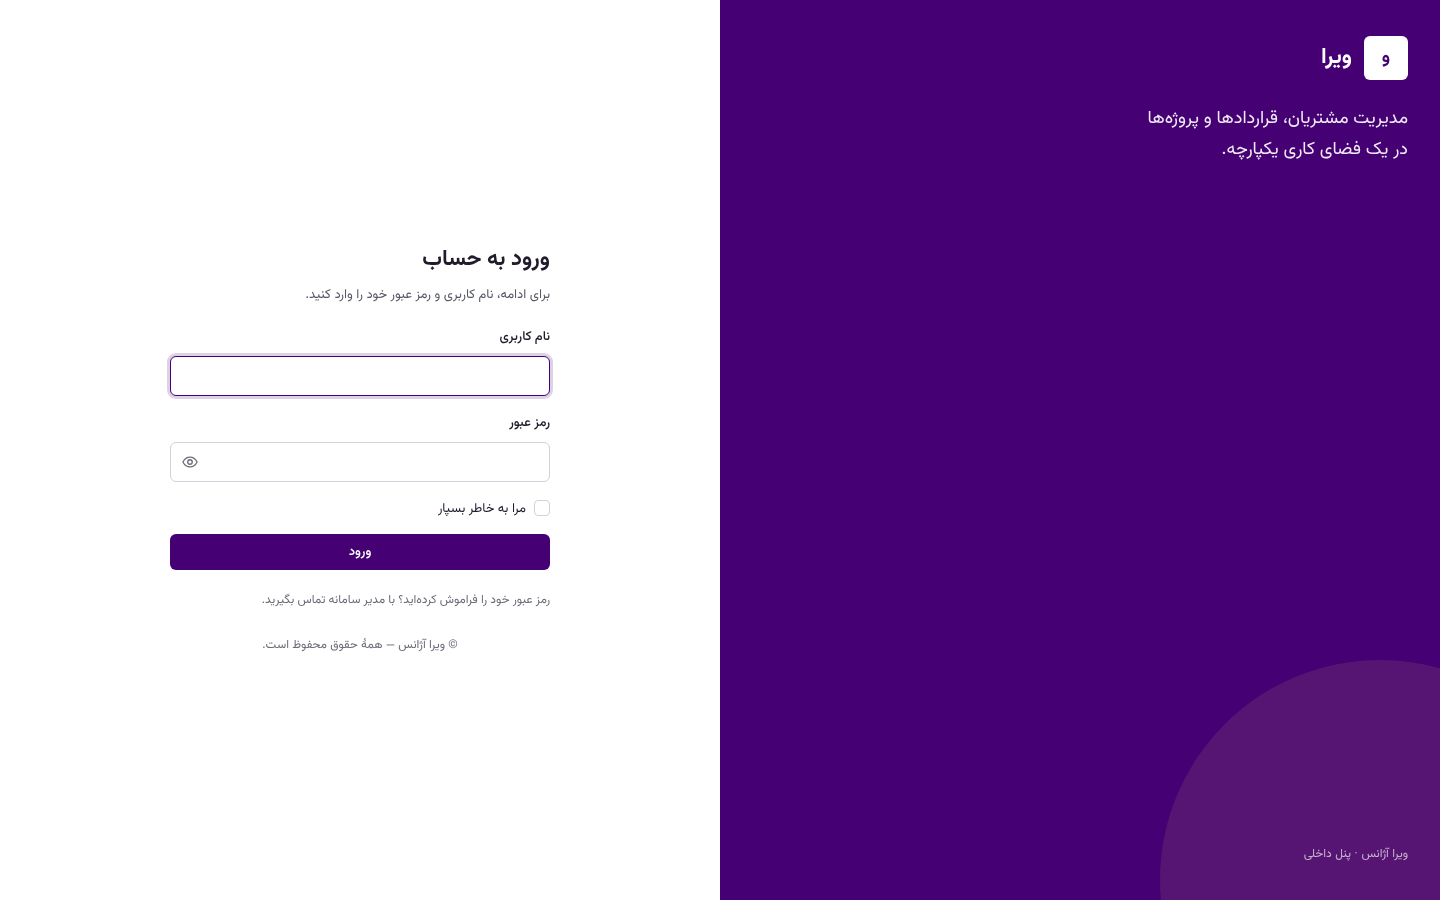 و
ویرا
مدیریت مشتریان، قراردادها و پروژه‌ها
در یک فضای کاری یکپارچه.
ویرا آژانس · پنل داخلی
ورود به حساب
برای ادامه، نام کاربری و رمز عبور خود را وارد کنید.
نام کاربری
رمز عبور
مرا به خاطر بسپار
ورود
رمز عبور خود را فراموش کرده‌اید؟ با مدیر سامانه تماس بگیرید.
© ویرا آژانس — همهٔ حقوق محفوظ است.